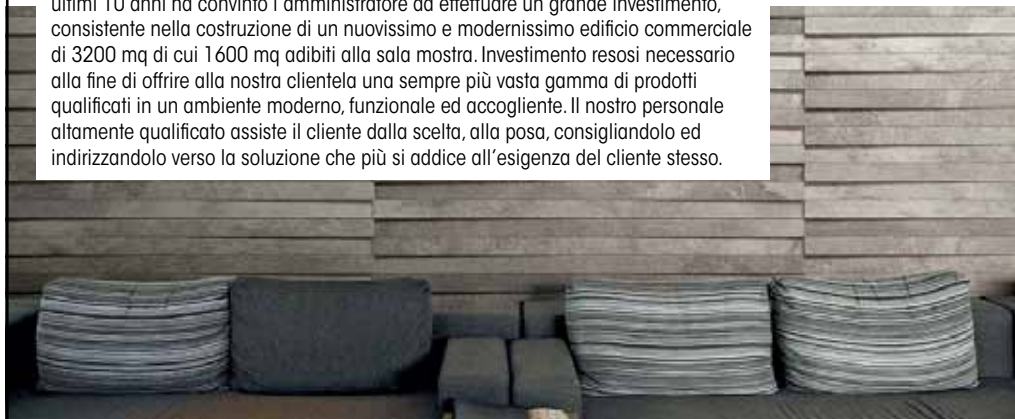 ultimi 10 anni ha convinto l'amministratore ad effettuare un grande investimento,
consistente nella costruzione di un nuovissimo e modernissimo edificio commerciale
di 3200 mq di cui 1600 mq adibiti alla sala mostra. Investimento resosi necessario
alla fine di offrire alla nostra clientela una sempre più vasta gamma di prodotti
qualificati in un ambiente moderno, funzionale ed accogliente. Il nostro personale
altamente qualificato assiste il cliente dalla scelta, alla posa, consigliandolo ed
indirizzandolo verso la soluzione che più si addice all'esigenza del cliente stesso.